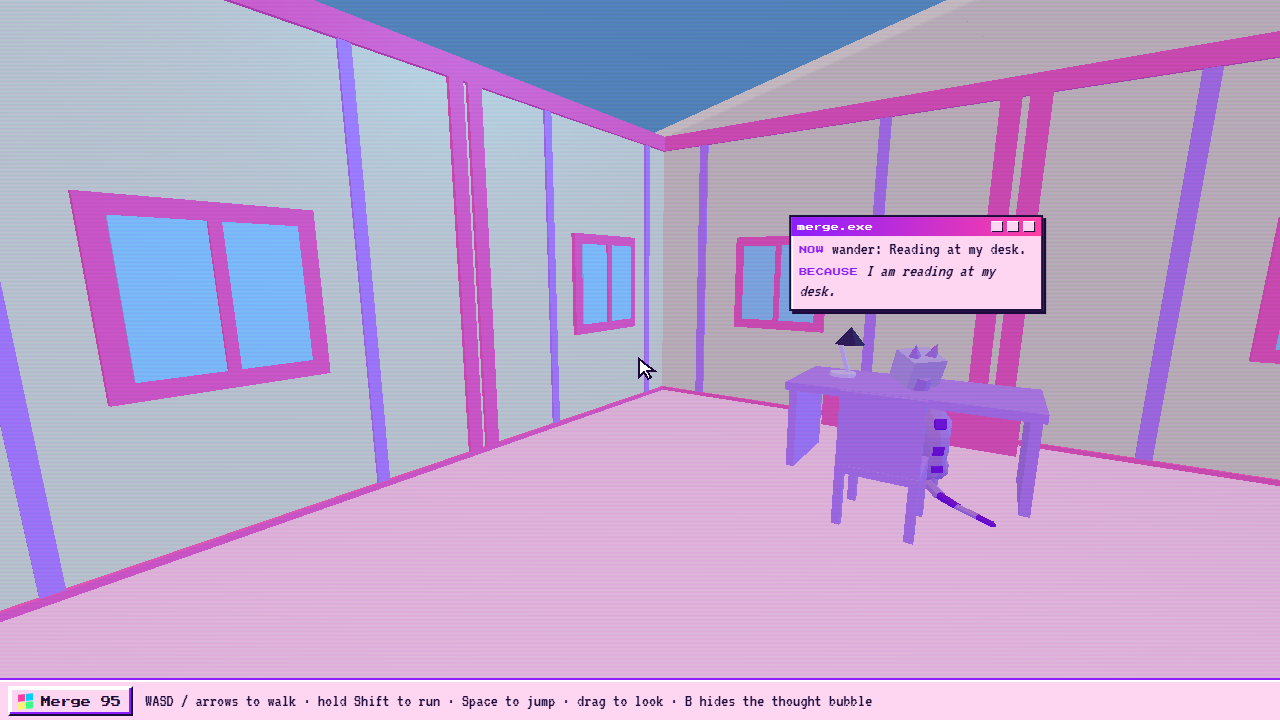 merge.exe
NOW wander: Reading at my desk.
BECAUSE I am reading at my
desk.
Merge 95
WASD / arrows to walk · hold Shift to run · Space to jump · drag to look · B hides the thought bubble